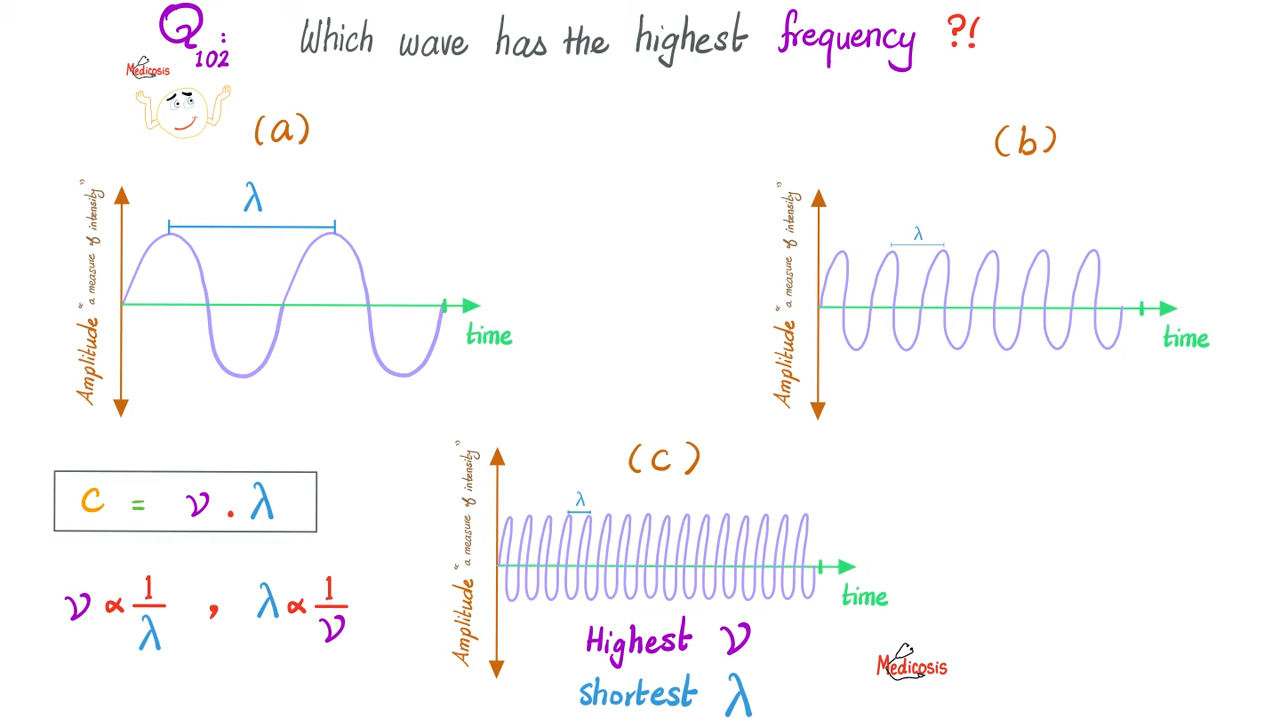 Q: 102 Which wave has the highest frequency ?!
Medicosis
(a)
(b)
Amplitude "a measure of intensity"
λ
time
Amplitude "a measure of intensity"
λ
time
C = ν . λ
ν ∝ 1/λ , λ ∝ 1/ν
(c)
Amplitude "a measure of intensity"
λ
time
Highest ν
shortest λ
Medicosis